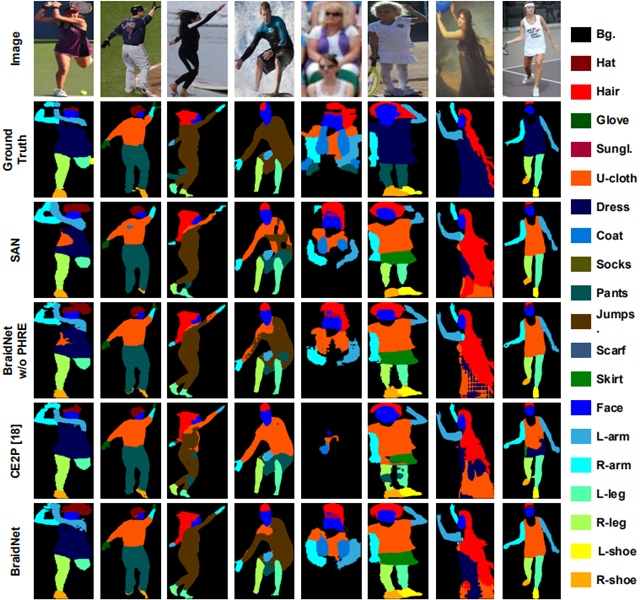 Image
Ground
Truth
SAN
BraidNet
w/o PHRE
CE2P [18]
BraidNet
Bg.
Hat
Hair
Glove
Sungl.
U-cloth
Dress
Coat
Socks
Pants
Jumps
.
Scarf
Skirt
Face
L-arm
R-arm
L-leg
R-leg
L-shoe
R-shoe